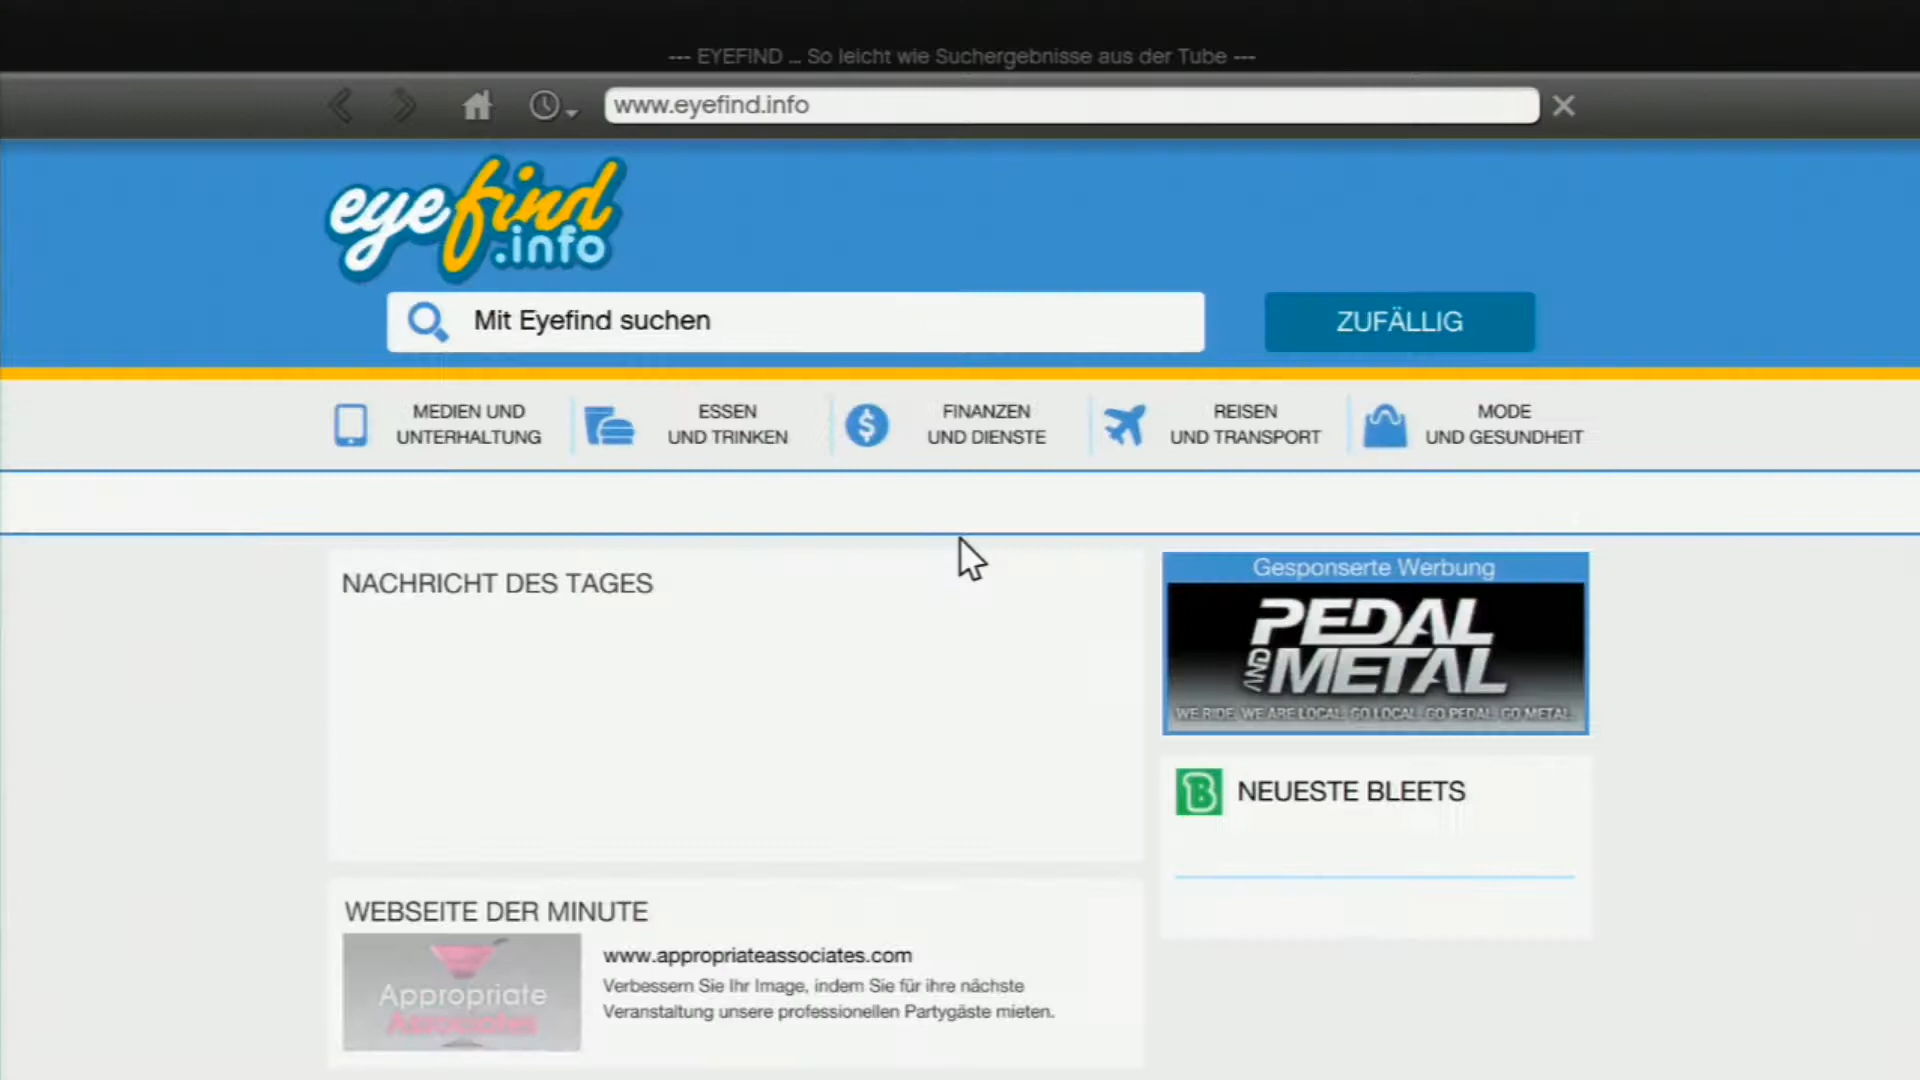 --- EYEFIND ... So leicht wie Suchergebnisse aus der Tube ---
www.eyefind.info
eyefind
.info
Mit Eyefind suchen
ZUFÄLLIG
MEDIEN UND
UNTERHALTUNG
ESSEN
UND TRINKEN
FINANZEN
UND DIENSTE
REISEN
UND TRANSPORT
MODE
UND GESUNDHEIT
NACHRICHT DES TAGES
Gesponserte Werbung
PEDAL
AND METAL
WE RIDE. WE ARE LOCAL. GO LOCAL. GO PEDAL. GO METAL.
B NEUESTE BLEETS
WEBSEITE DER MINUTE
Appropriate
Associates
www.appropriateassociates.com
Verbessern Sie Ihr Image, indem Sie für ihre nächste
Veranstaltung unsere professionellen Partygäste mieten.